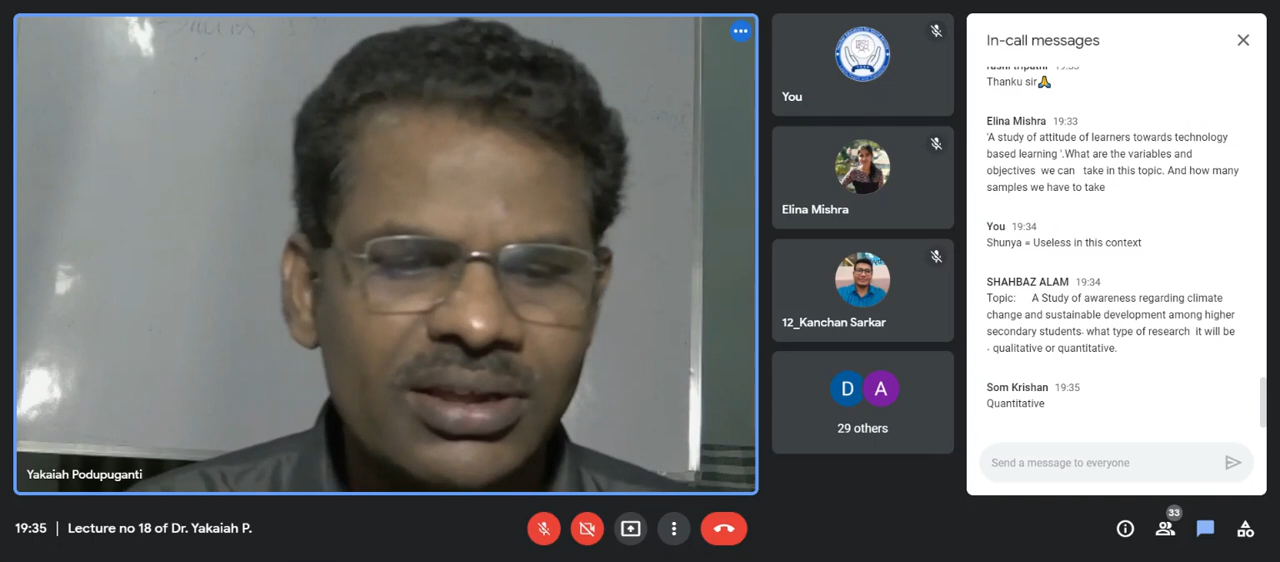 In-call messages
Thanku sir🙏
Elina Mishra 19:33
'A study of attitude of learners towards technology
based learning '.What are the variables and
objectives we can take in this topic. And how many
samples we have to take
You 19:34
Shunya = Useless in this context
SHAHBAZ ALAM 19:34
Topic: A Study of awareness regarding climate
change and sustainable development among higher
secondary students- what type of research it will be
- qualitative or quantitative.
Som Krishan 19:35
Quantitative
Send a message to everyone
You
Elina Mishra
12_Kanchan Sarkar
D A
29 others
Yakaiah Podupuganti
19:35 | Lecture no 18 of Dr. Yakaiah P.
33